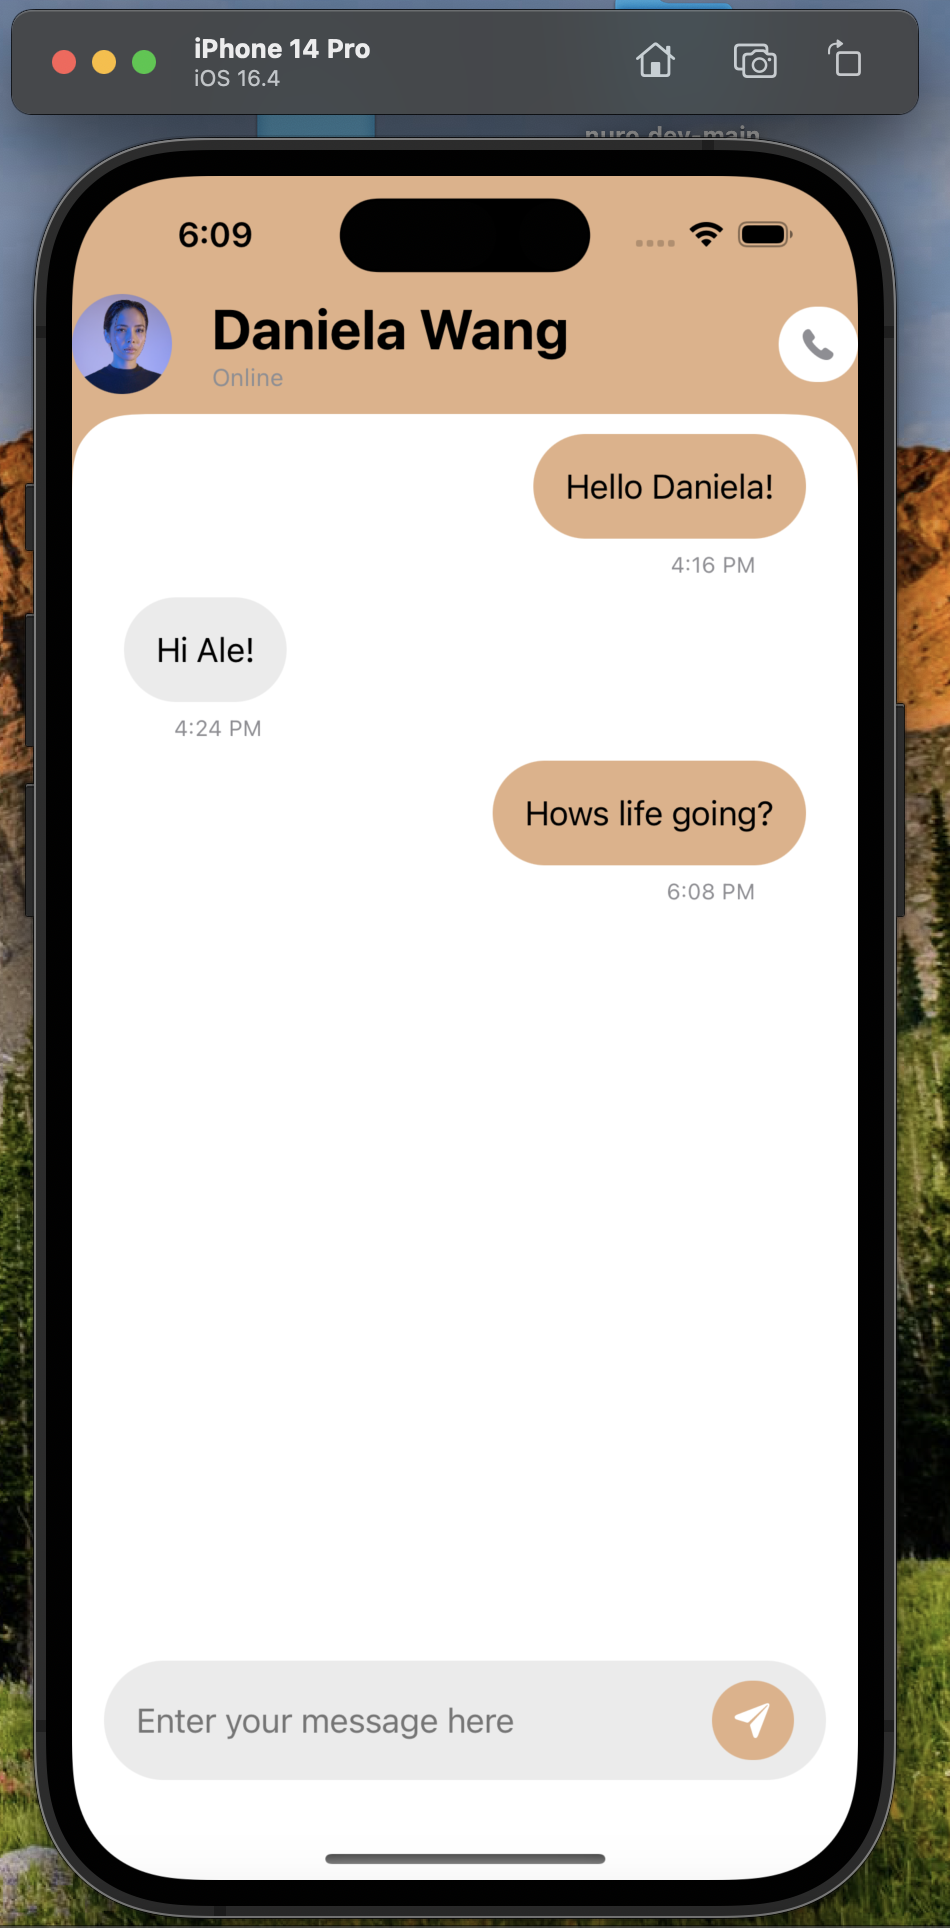 iPhone 14 Pro
iOS 16.4
nuro dev-main
6:09
Daniela Wang
Online
Hello Daniela!
4:16 PM
Hi Ale!
4:24 PM
Hows life going?
6:08 PM
Enter your message here